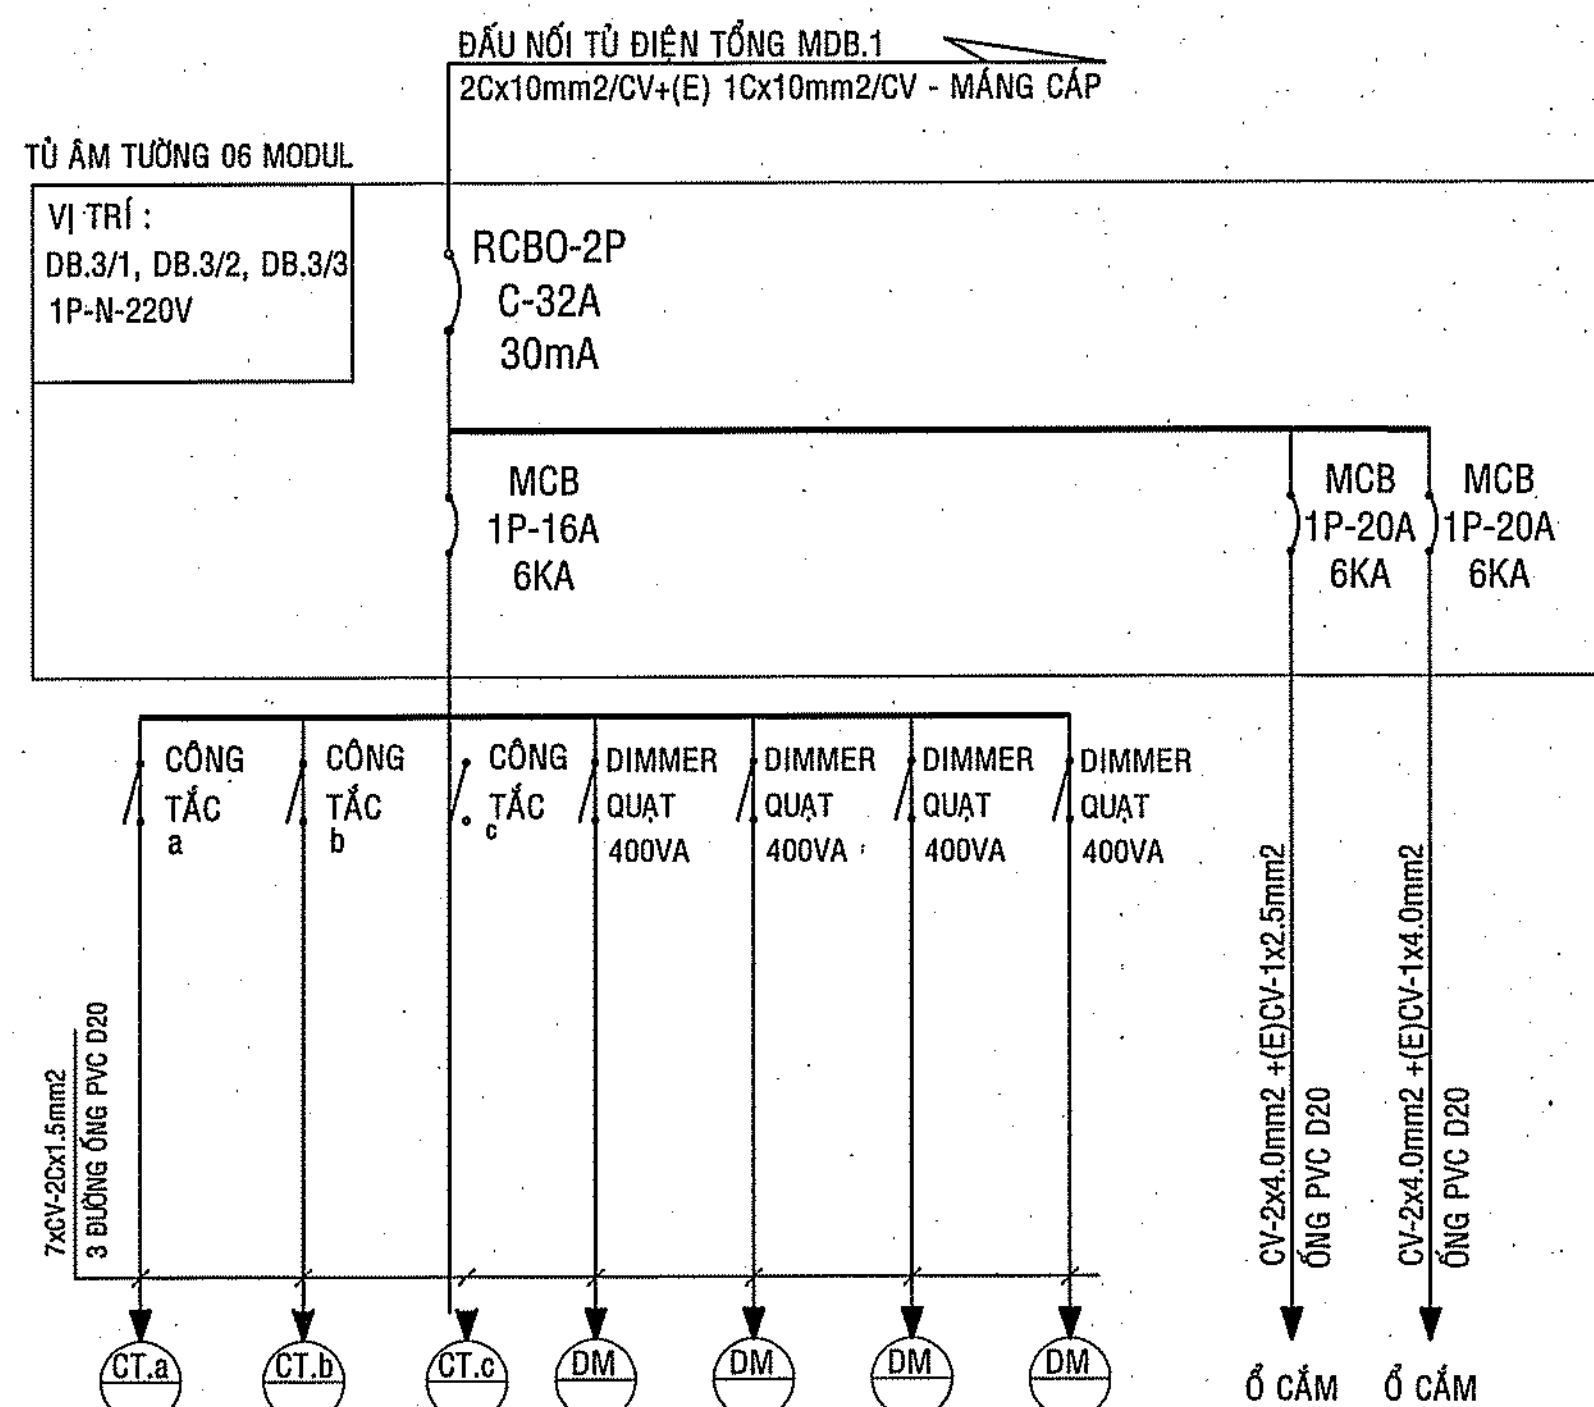 ĐẤU NỐI TỦ ĐIỆN TỔNG MDB.1
2Cx10mm2/CV+(E) 1Cx10mm2/CV - MÁNG CÁP
TỦ ÂM TƯỜNG 06 MODUL
VỊ TRÍ :
DB.3/1, DB.3/2, DB.3/3
1P-N-220V
RCBO-2P
C-32A
30mA
MCB
1P-16A
6KA
MCB
1P-20A
6KA
MCB
1P-20A
6KA
CÔNG
TẮC
a
CÔNG
TẮC
b
CÔNG
TẮC
c
DIMMER
QUẠT
400VA
DIMMER
QUẠT
400VA
DIMMER
QUẠT
400VA
DIMMER
QUẠT
400VA
7xCV-2Cx1.5mm2
3 ĐƯỜNG ỐNG PVC D20
CV-2x4.0mm2 +(E)CV-1x2.5mm2
ỐNG PVC D20
CV-2x4.0mm2 +(E)CV-1x4.0mm2
ỐNG PVC D20
CT.a
CT.b
CT.c
DM
DM
DM
DM
Ổ CẮM
Ổ CẮM